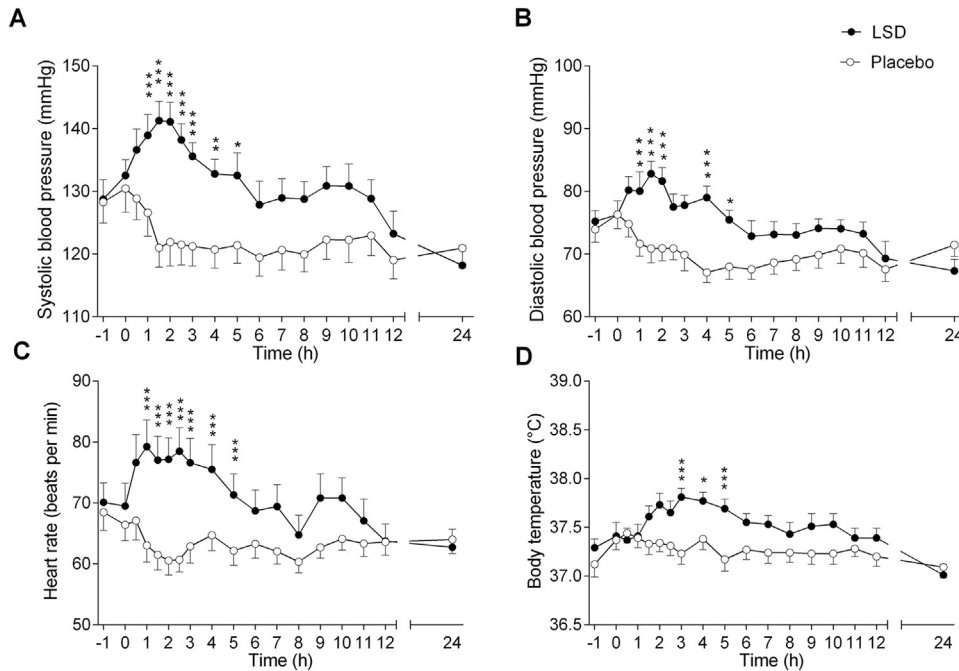 A
B
LSD
Placebo
Systolic blood pressure (mmHg)
150
140
130
120
110
***
***
***
***
***
**
*
-1 0 1 2 3 4 5 6 7 8 9 10 11 12 24
Time (h)
Diastolic blood pressure (mmHg)
100
90
80
70
60
***
***
***
***
*
-1 0 1 2 3 4 5 6 7 8 9 10 11 12 24
Time (h)
C
Heart rate (beats per min)
90
80
70
60
50
***
***
***
***
***
***
***
-1 0 1 2 3 4 5 6 7 8 9 10 11 12 24
Time (h)
D
Body temperature (°C)
39.0
38.5
38.0
37.5
37.0
36.5
***
*
***
-1 0 1 2 3 4 5 6 7 8 9 10 11 12 24
Time (h)